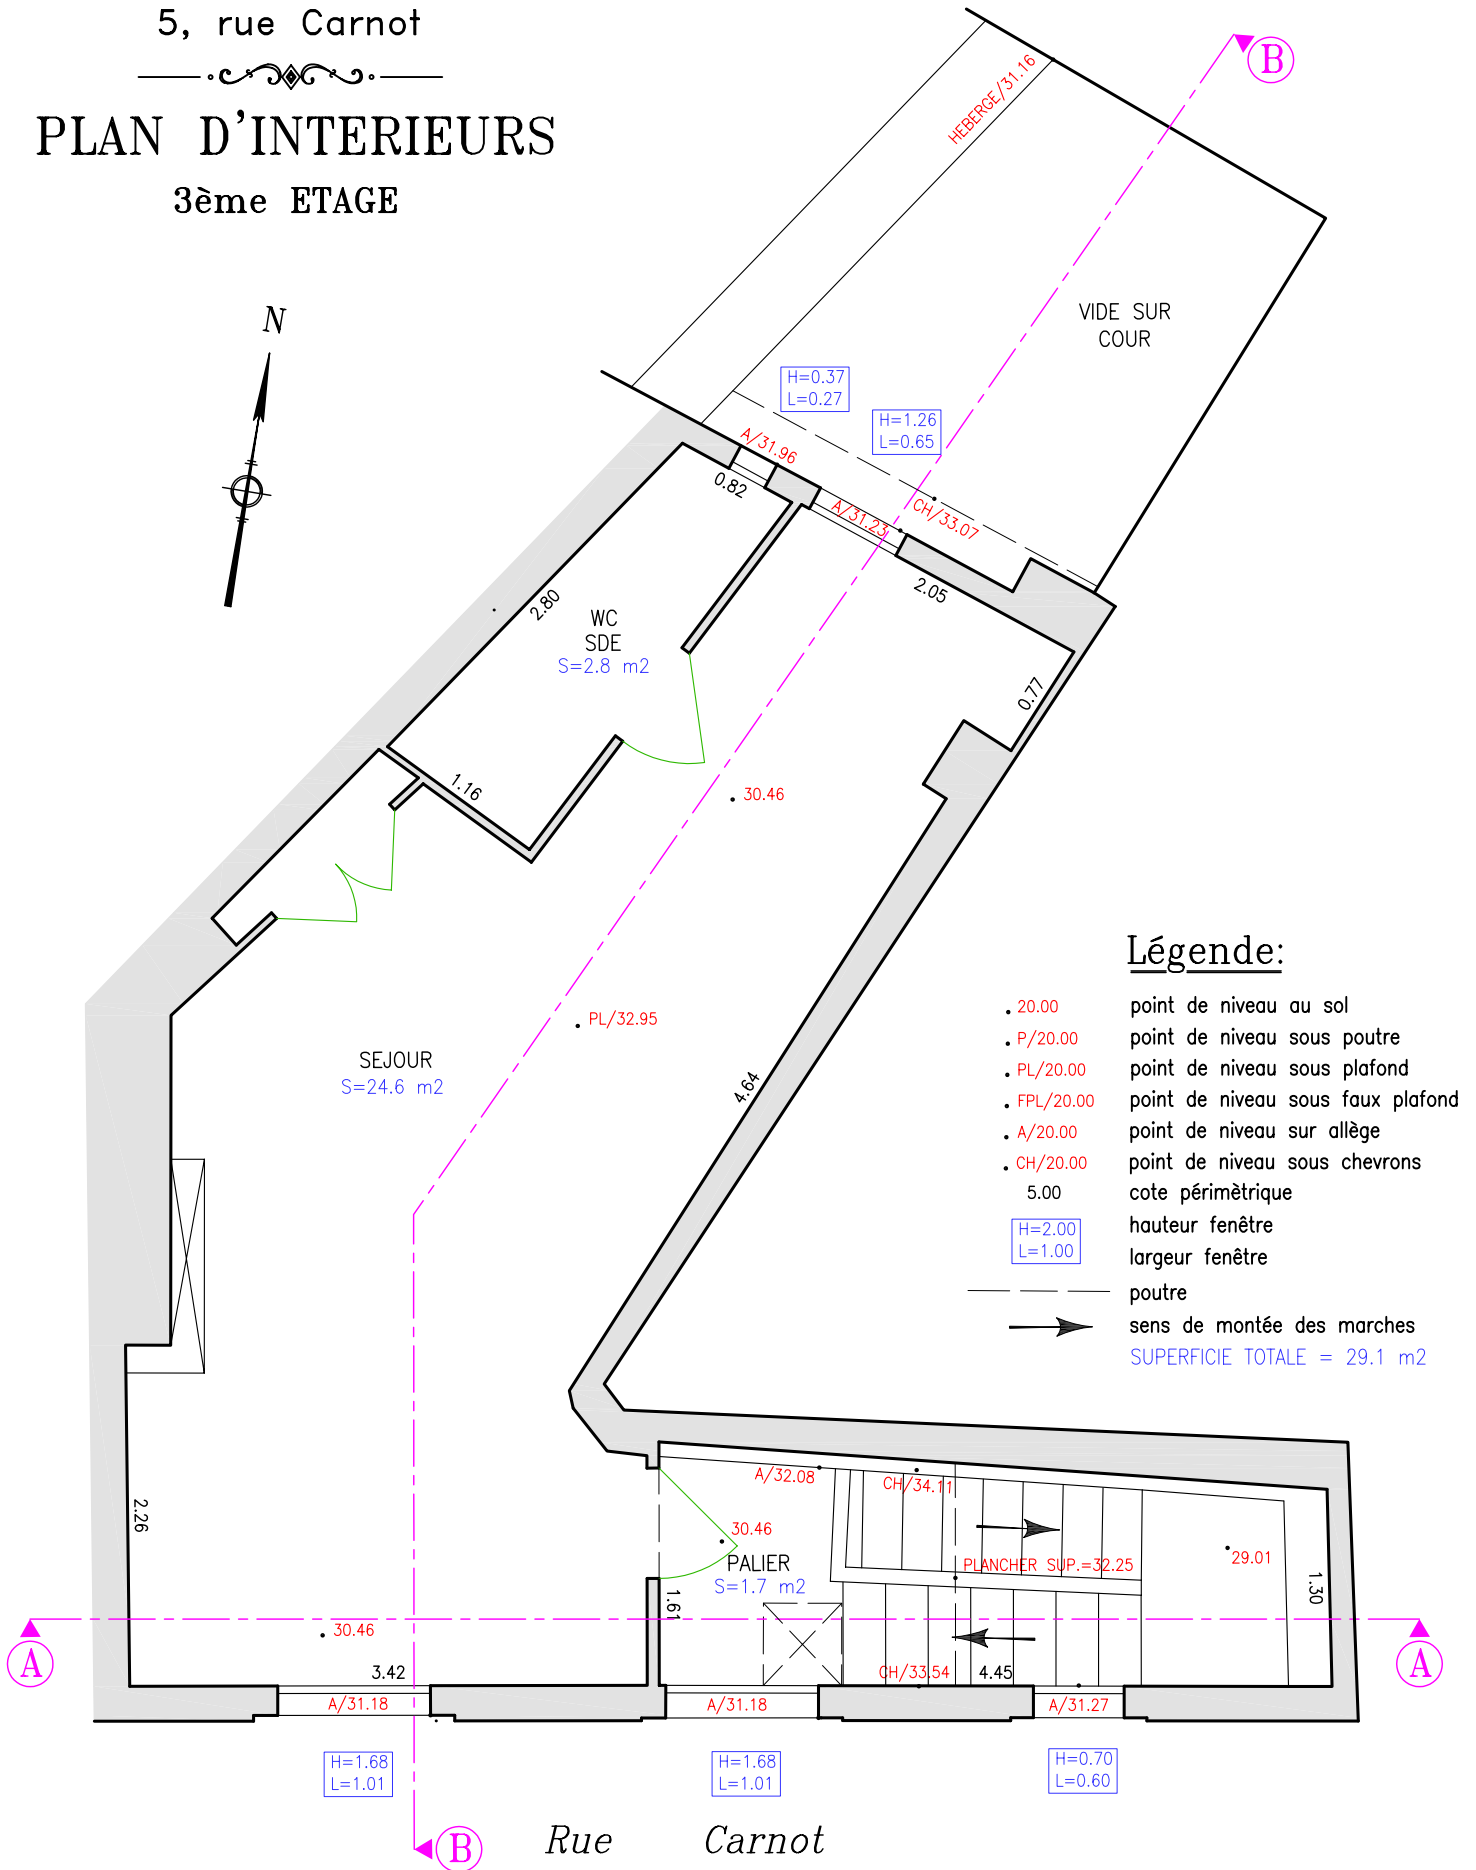 5, rue Carnot
PLAN D'INTERIEURS
3ème ETAGE
N
B
HEBERGE/31.16
VIDE SUR
COUR
H=0.37
L=0.27
H=1.26
L=0.65
A/31.96
0.82
A/31.23
CH/33.07
2.05
2.80
WC
SDE
S=2.8 m2
0.77
1.16
30.46
PL/32.95
SEJOUR
S=24.6 m2
4.64
Légende:
20.00 point de niveau au sol
P/20.00 point de niveau sous poutre
PL/20.00 point de niveau sous plafond
FPL/20.00 point de niveau sous faux plafond
A/20.00 point de niveau sur allège
CH/20.00 point de niveau sous chevrons
5.00 cote périmètrique
H=2.00 hauteur fenêtre
L=1.00 largeur fenêtre
poutre
sens de montée des marches
SUPERFICIE TOTALE = 29.1 m2
2.26
A/32.08
CH/34.11
30.46
PALIER
S=1.7 m2
PLANCHER SUP.=32.25
29.01
1.30
1.61
30.46
A
A
3.42
CH/33.54
4.45
A/31.18
A/31.18
A/31.27
H=1.68
L=1.01
H=1.68
L=1.01
H=0.70
L=0.60
B
Rue Carnot